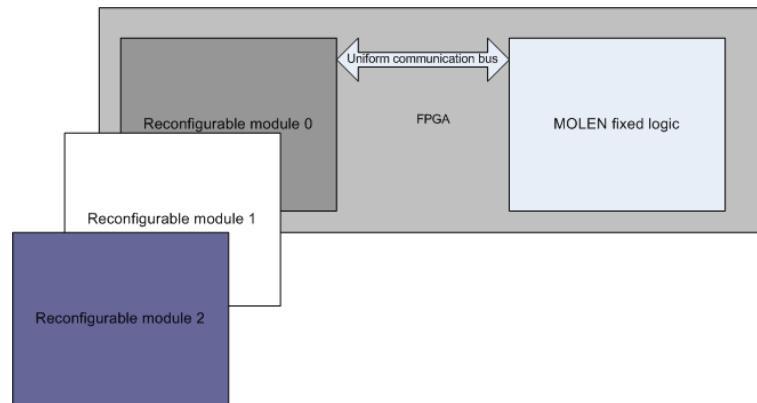 Uniform communication bus
Reconfigurable module 0
FPGA
MOLEN fixed logic
Reconfigurable module 1
Reconfigurable module 2